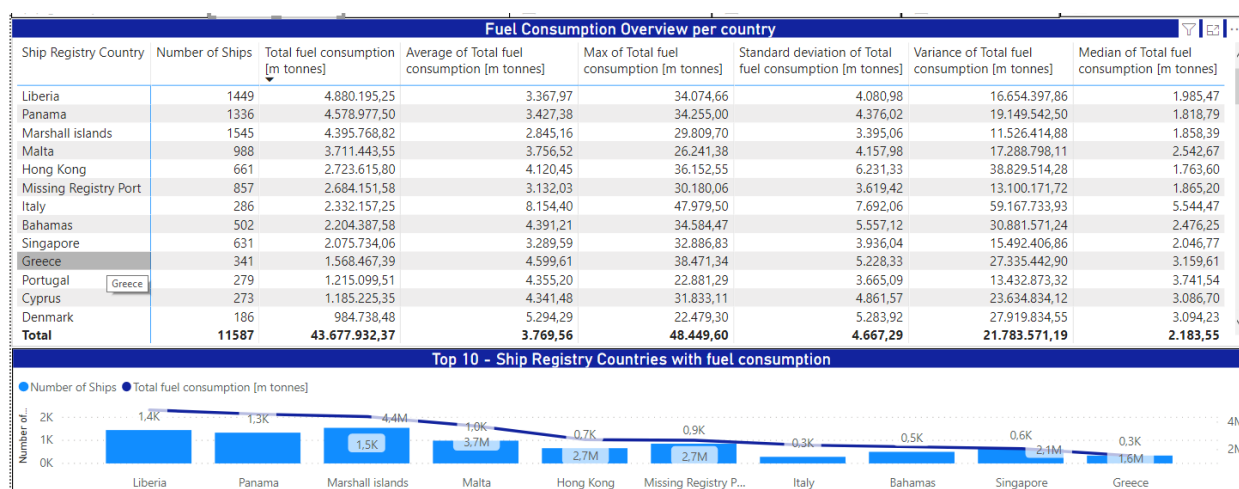 Fuel Consumption Overview per country
Ship Registry Country Number of Ships Total fuel consumption [m tonnes] Average of Total fuel consumption [m tonnes] Max of Total fuel consumption [m tonnes] Standard deviation of Total fuel consumption [m tonnes] Variance of Total fuel consumption [m tonnes] Median of Total fuel consumption [m tonnes]
Liberia 1449 4.880.195,25 3.367,97 34.074,66 4.080,98 16.654.397,86 1.985,47
Panama 1336 4.578.977,50 3.427,38 34.255,00 4.376,02 19.149.542,50 1.818,79
Marshall islands 1545 4.395.768,82 2.845,16 29.809,70 3.395,06 11.526.414,88 1.858,39
Malta 988 3.711.443,55 3.756,52 26.241,38 4.157,98 17.288.798,11 2.542,67
Hong Kong 661 2.723.615,80 4.120,45 36.152,55 6.231,33 38.829.514,28 1.763,60
Missing Registry Port 857 2.684.151,58 3.132,03 30.180,06 3.619,42 13.100.171,72 1.865,20
Italy 286 2.332.157,25 8.154,40 47.979,50 7.692,06 59.167.733,93 5.544,47
Bahamas 502 2.204.387,58 4.391,21 34.584,47 5.557,12 30.881.571,24 2.476,25
Singapore 631 2.075.734,06 3.289,59 32.886,83 3.936,04 15.492.406,86 2.046,77
Greece 341 1.568.467,39 4.599,61 38.471,34 5.228,33 27.335.442,90 3.159,61
Portugal 279 1.215.099,51 4.355,20 22.881,29 3.665,09 13.432.873,32 3.741,54
Greece
Cyprus 273 1.185.225,35 4.341,48 31.833,11 4.861,57 23.634.834,12 3.086,70
Denmark 186 984.738,48 5.294,29 22.479,30 5.283,92 27.919.834,55 3.094,23
Total 11587 43.677.932,37 3.769,56 48.449,60 4.667,29 21.783.571,19 2.183,55
Top 10 - Ship Registry Countries with fuel consumption
Number of Ships Total fuel consumption [m tonnes]
Number of...
2K 1,4K 1,3K 4,4M 1,0K 0,7K 0,9K 0,3K 0,5K 0,6K 0,3K 4M
1K 1,5K 3,7M 2,7M 2,7M 2,1M 1,6M 2M
0K
Liberia Panama Marshall islands Malta Hong Kong Missing Registry P... Italy Bahamas Singapore Greece